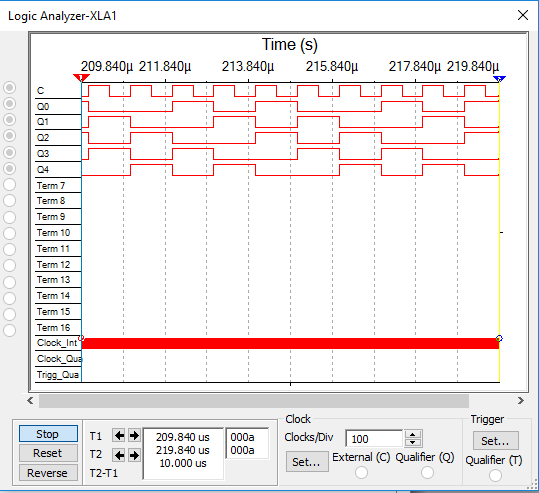 Logic Analyzer-XLA1
Time (s)
209.840μ 211.840μ 213.840μ 215.840μ 217.840μ 219.840μ
C
Q0
Q1
Q2
Q3
Q4
Term 7
Term 8
Term 9
Term 10
Term 11
Term 12
Term 13
Term 14
Term 15
Term 16
Clock_Int
Clock_Qua
Trigg_Qua
Stop
Reset
Reverse
T1
T2
T2-T1
209.840 us
219.840 us
10.000 us
000a
000a
Clock
Clocks/Div 100
Set...
External (C) Qualifier (Q)
Trigger
Set...
Qualifier (T)